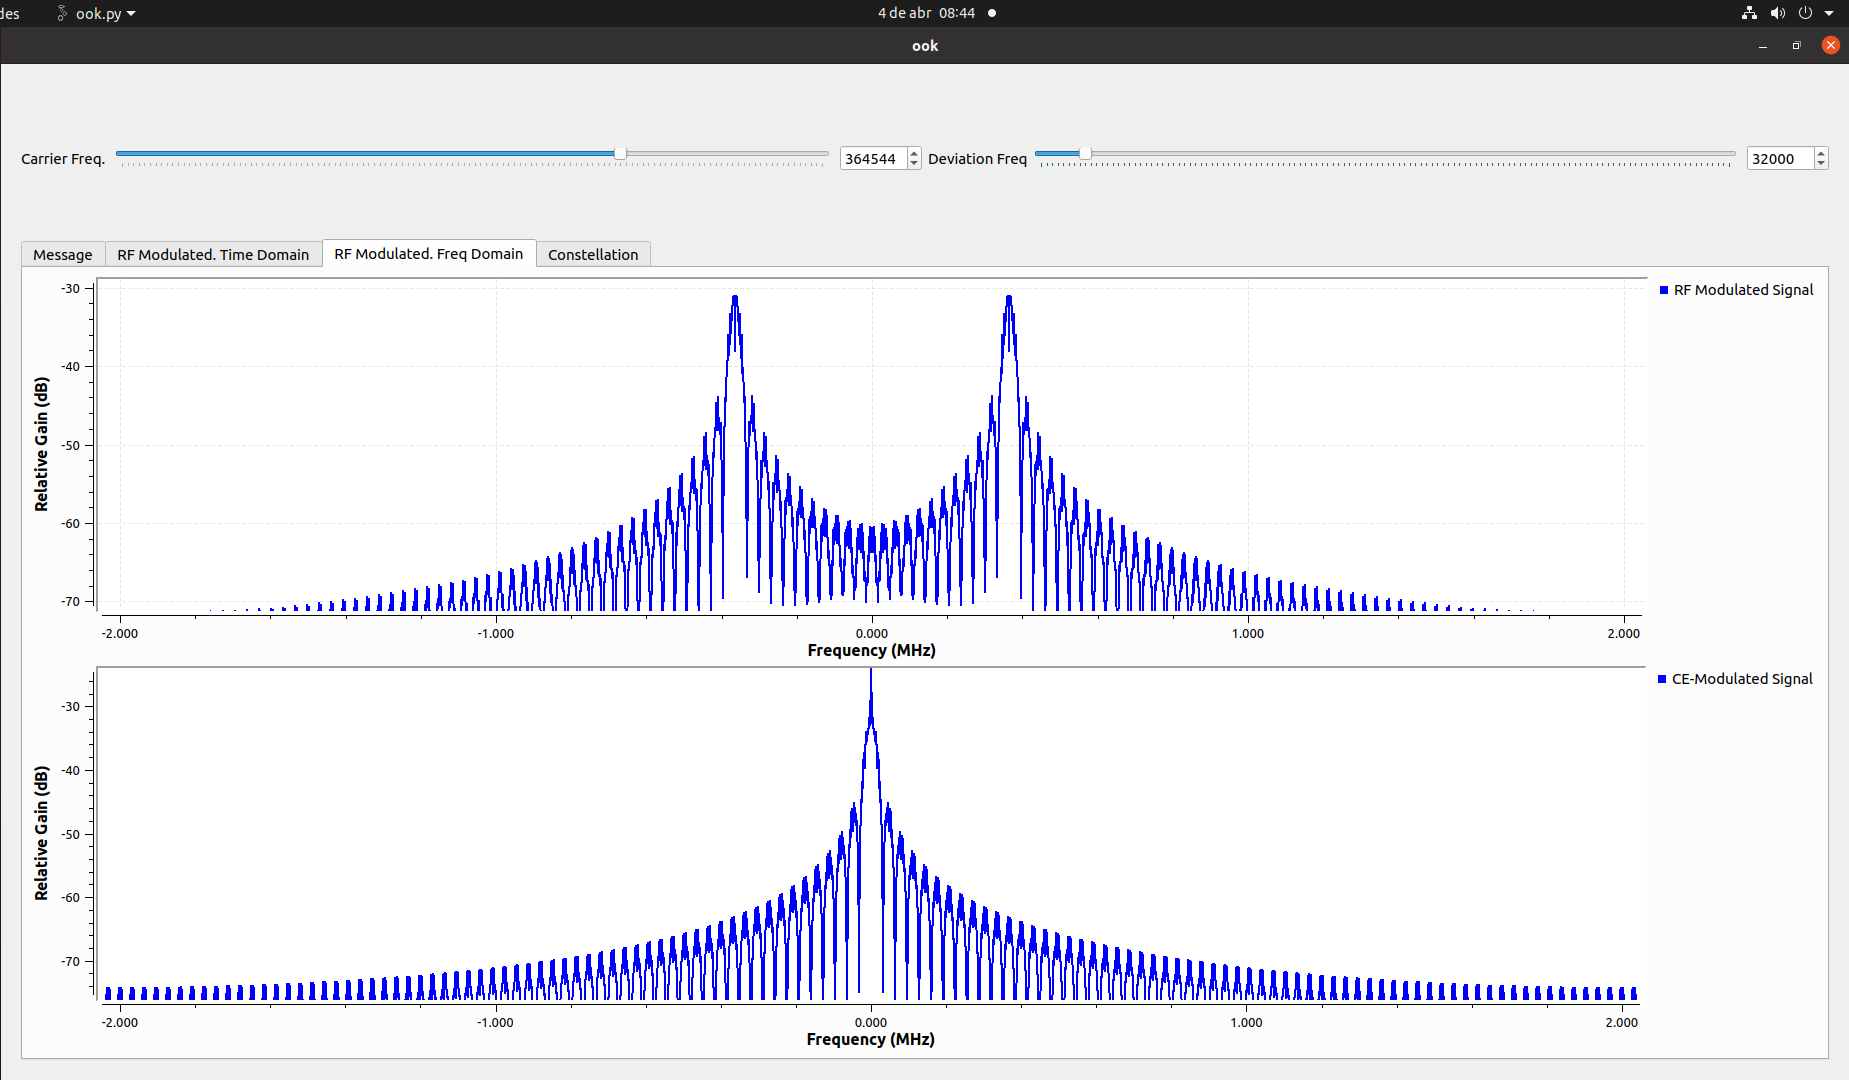 des ook.py 4 de abr 08:44
ook
Carrier Freq. 364544 Deviation Freq 32000
Message RF Modulated. Time Domain RF Modulated. Freq Domain Constellation
RF Modulated Signal
Relative Gain (dB)
-30
-40
-50
-60
-70
-2.000 -1.000 0.000 1.000 2.000
Frequency (MHz)
CE-Modulated Signal
Relative Gain (dB)
-30
-40
-50
-60
-70
-2.000 -1.000 0.000 1.000 2.000
Frequency (MHz)